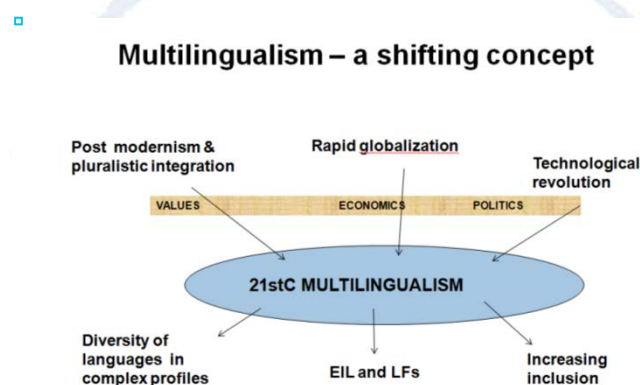 Multilingualism – a shifting concept
Post modernism &
pluralistic integration
Rapid globalization
Technological
revolution
VALUES
ECONOMICS
POLITICS
21stC MULTILINGUALISM
Diversity of
languages in
complex profiles
EIL and LFs
Increasing
inclusion